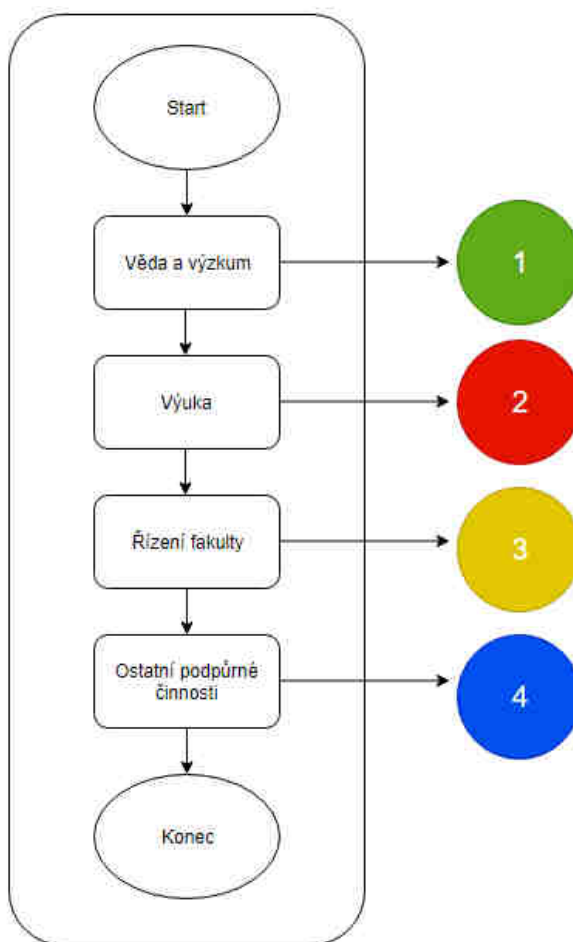 Start
Věda a výzkum
1
Výuka
2
Řízení fakulty
3
Ostatní podpůrné
činnosti
4
Konec